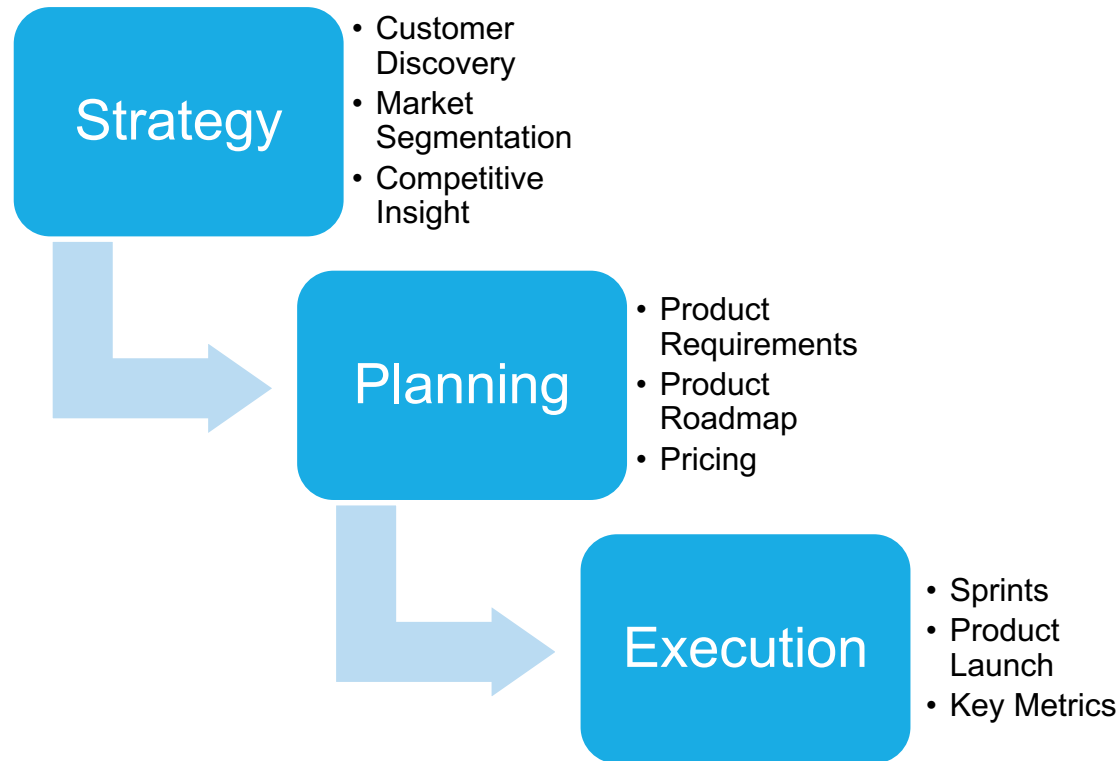 Strategy
• Customer
Discovery
• Market
Segmentation
• Competitive
Insight
Planning
• Product
Requirements
• Product
Roadmap
• Pricing
Execution
• Sprints
• Product
Launch
• Key Metrics